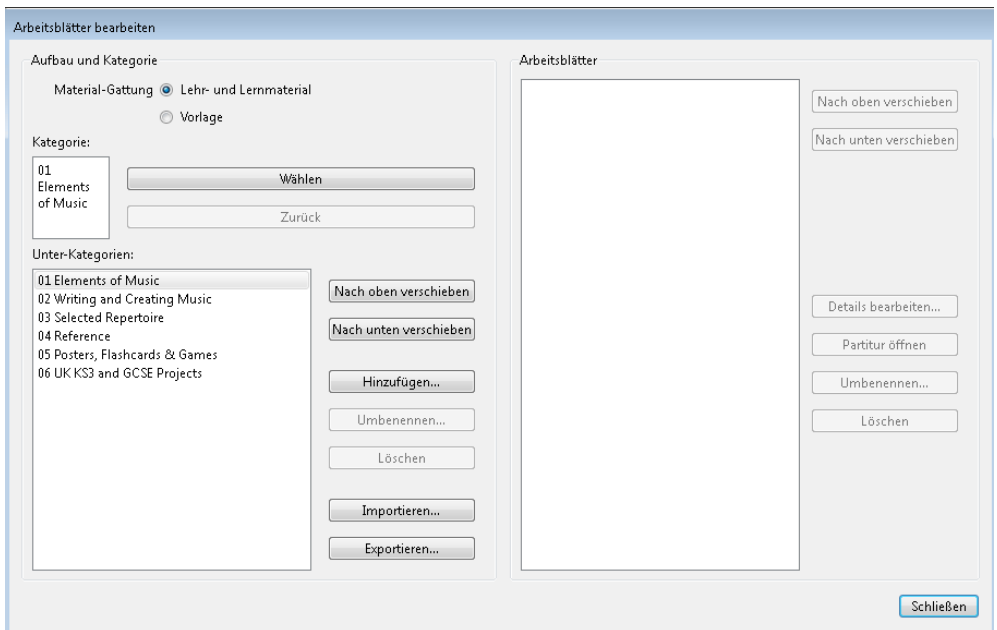 Arbeitsblätter bearbeiten
Aufbau und Kategorie
Material-Gattung Lehr- und Lernmaterial
Vorlage
Kategorie:
01
Elements
of Music
Wählen
Zurück
Unter-Kategorien:
01 Elements of Music
02 Writing and Creating Music
03 Selected Repertoire
04 Reference
05 Posters, Flashcards & Games
06 UK KS3 and GCSE Projects
Nach oben verschieben
Nach unten verschieben
Hinzufügen...
Umbenennen...
Löschen
Importieren...
Exportieren...
Arbeitsblätter
Nach oben verschieben
Nach unten verschieben
Details bearbeiten...
Partitur öffnen
Umbenennen...
Löschen
Schließen